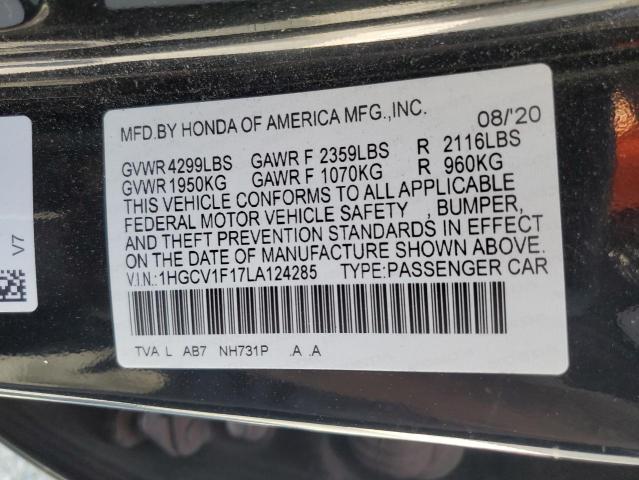 MFD.BY HONDA OF AMERICA MFG.,INC. 08/'20
GVWR 4299LBS GAWR F 2359LBS R 2116LBS
GVWR 1950KG GAWR F 1070KG R 960KG
THIS VEHICLE CONFORMS TO ALL APPLICABLE
FEDERAL MOTOR VEHICLE SAFETY , BUMPER,
AND THEFT PREVENTION STANDARDS IN EFFECT
ON THE DATE OF MANUFACTURE SHOWN ABOVE.
V.I.N.:1HGCV1F17LA124285 TYPE:PASSENGER CAR
TVA L AB7 NH731P .A .A
V7